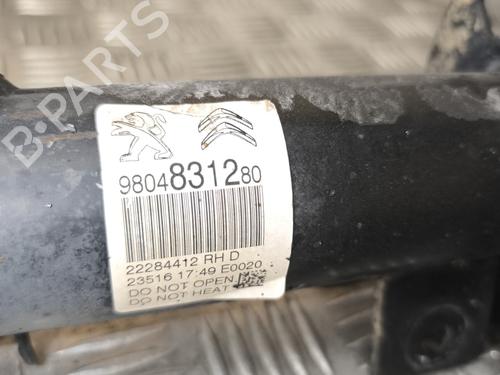 B-PARTS
9804831280
22284412 RH D
23516 17:49 E0020
DO NOT OPEN
DO NOT HEAT